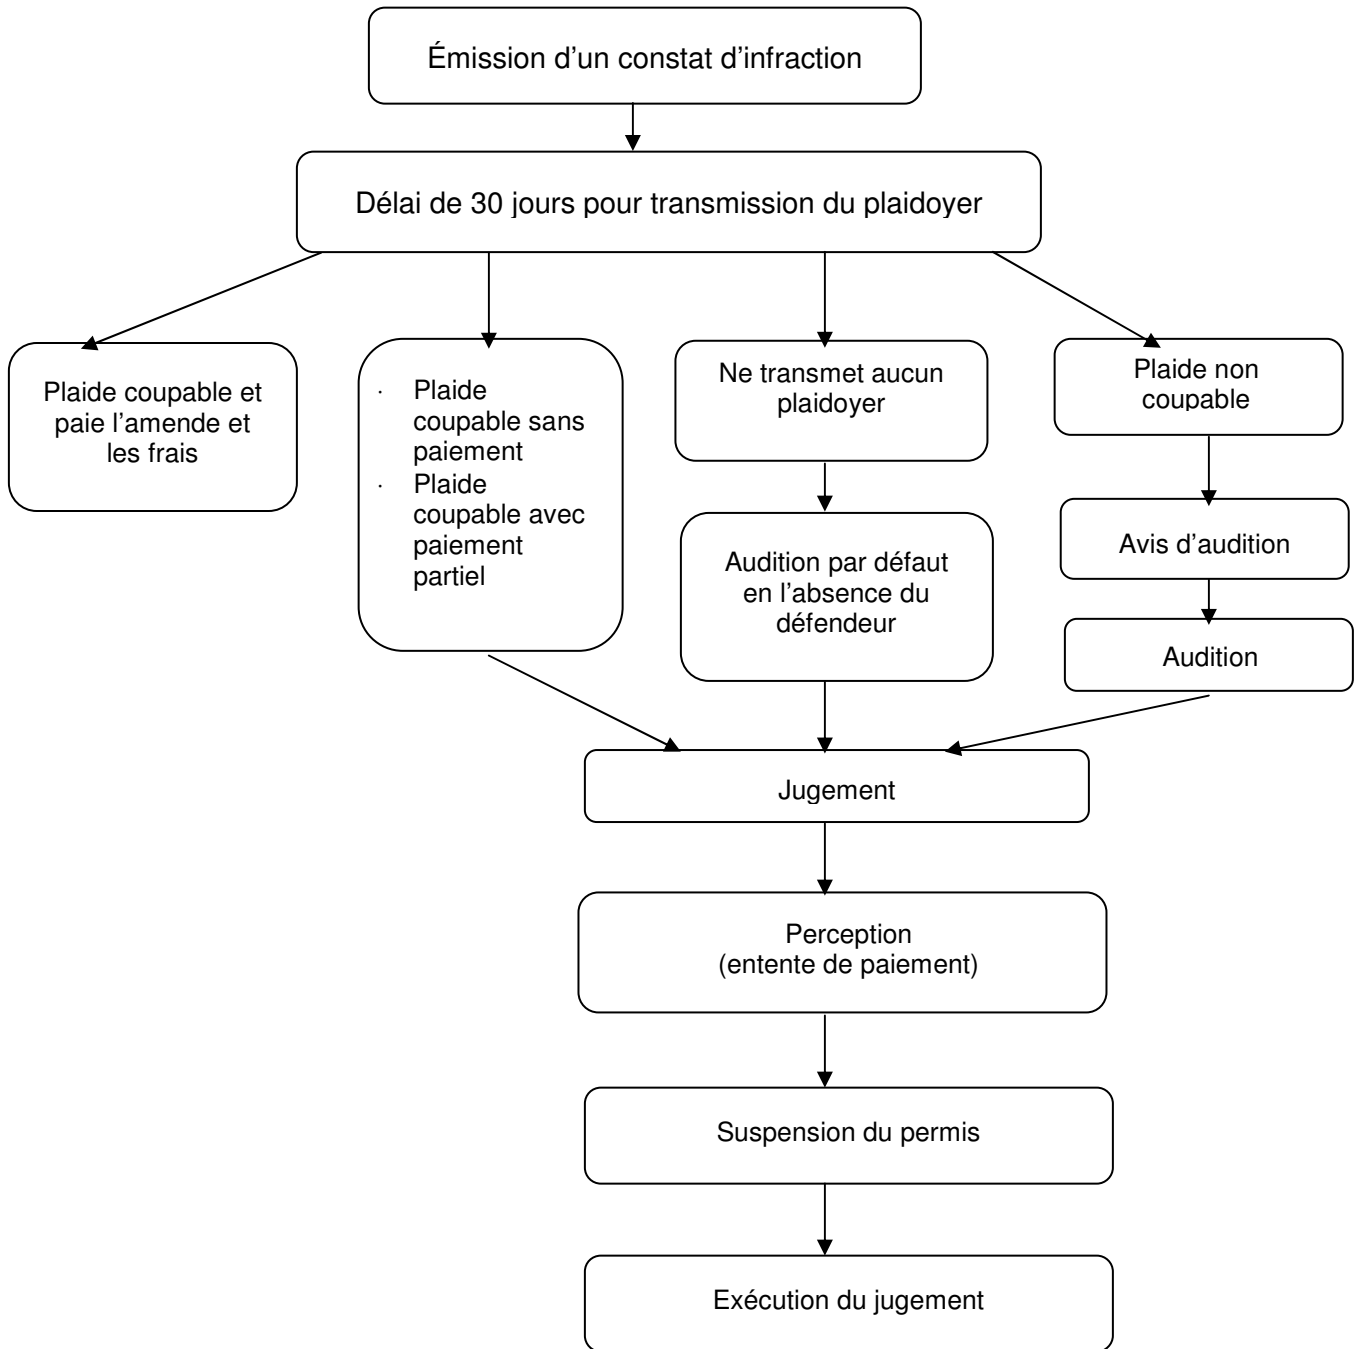 Émission d'un constat d'infraction
Délai de 30 jours pour transmission du plaidoyer
Plaide coupable et
paie l'amende et
les frais
· Plaide
coupable sans
paiement
· Plaide
coupable avec
paiement
partiel
Ne transmet aucun
plaidoyer
Plaide non
coupable
Audition par défaut
en l'absence du
défendeur
Avis d'audition
Audition
Jugement
Perception
(entente de paiement)
Suspension du permis
Exécution du jugement